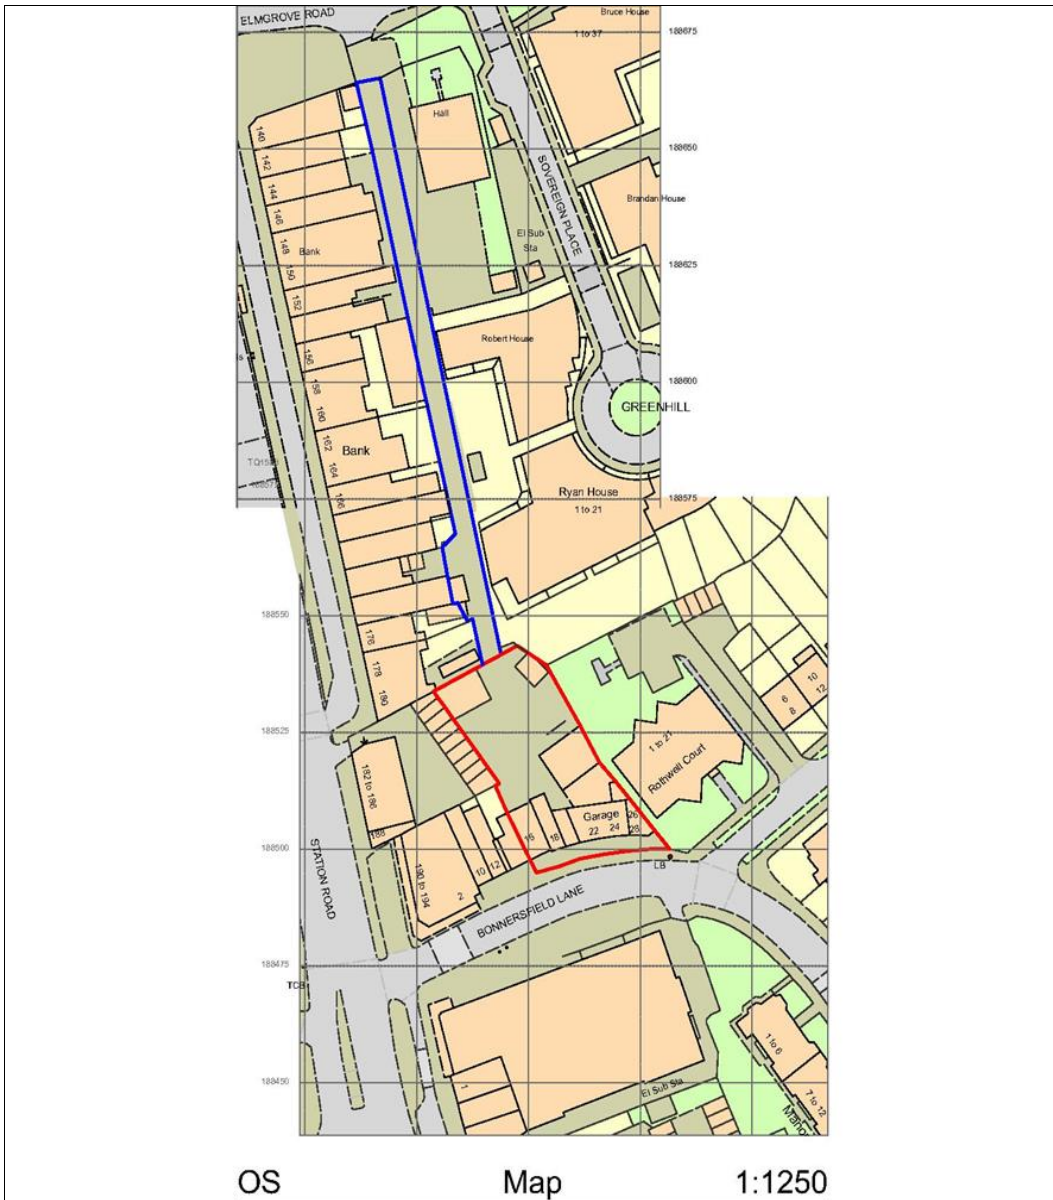 ELMGROVE ROAD
Bruce House
1 to 37
188675
Hall
140
188650
142
SOVEREIGN PLACE
144
Brandan House
146
148
Bank
El Sub
Sta
150
188625
152
Robert House
156
158
188600
GREENHILL
160
162
Bank
164
166
Ryan House
1 to 21
188575
188550
176
178
180
6
8
10
12
188525
1 to 21
Rothwell Court
182 to 186
188
Garage
16
18
22
24
26
28
188500
LB
STATION ROAD
190 to 194
2
10
12
BONNERSFIELD LANE
188475
TCB
1 to 6
188450
1
El Sub Sta
7 to 12
OS Map 1:1250